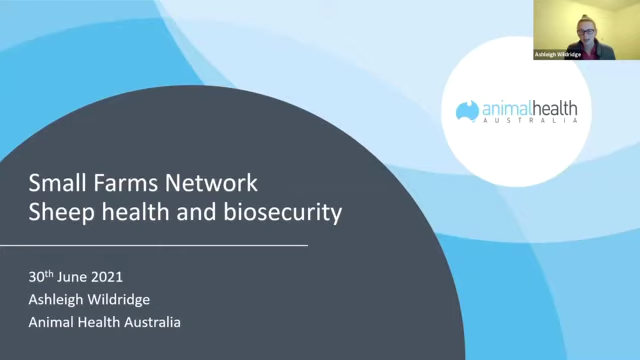 Ashleigh Wildridge
animalhealth
AUSTRALIA
Small Farms Network
Sheep health and biosecurity
30th June 2021
Ashleigh Wildridge
Animal Health Australia